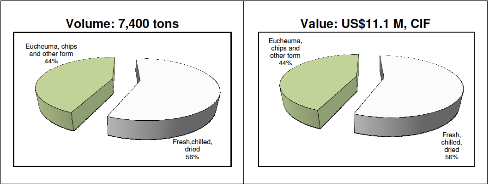 Volume: 7,400 tons
Eucheuma, chips
and other form
44%
Fresh,chilled,
dried
56%
Value: US$11.1 M, CIF
Eucheuma,
chips and
other form
44%
Fresh,
chilled,
dried
56%